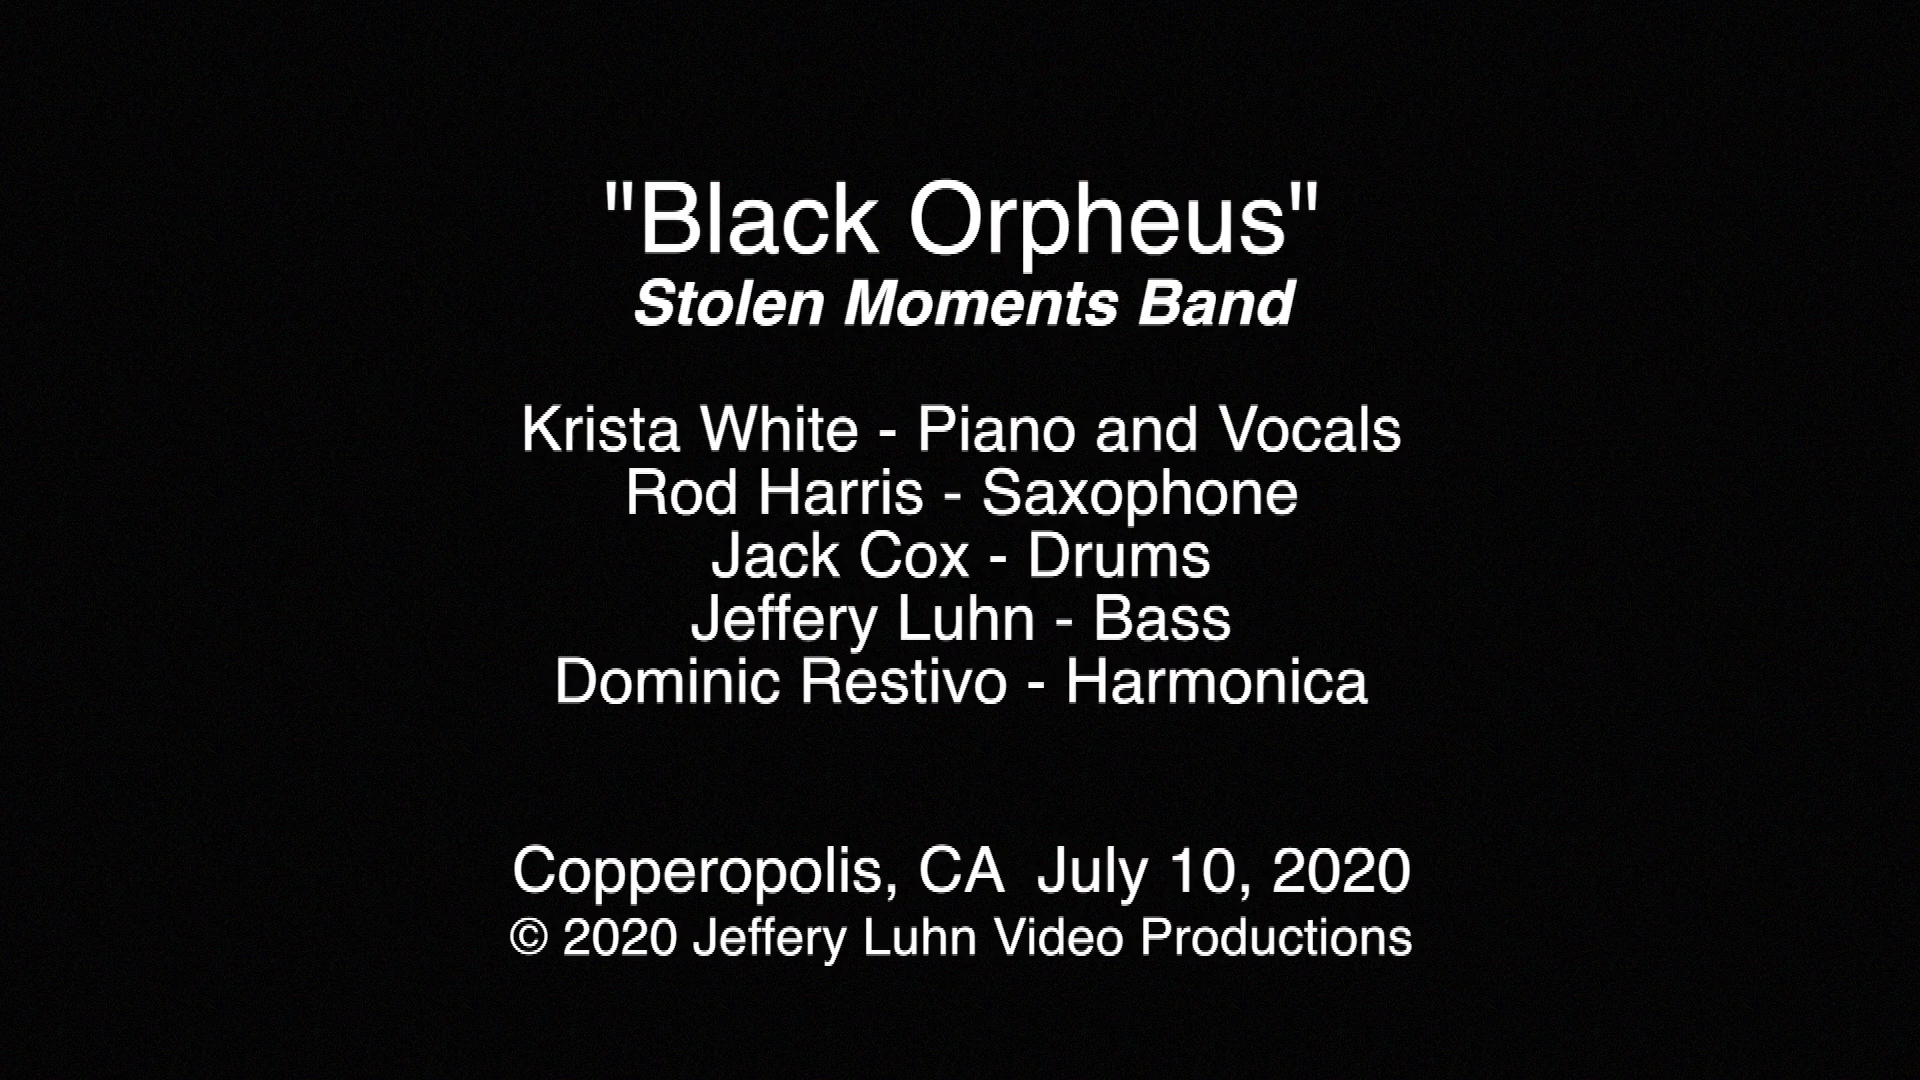 "Black Orpheus"
Stolen Moments Band
Krista White - Piano and Vocals
Rod Harris - Saxophone
Jack Cox - Drums
Jeffery Luhn - Bass
Dominic Restivo - Harmonica
Copperopolis, CA  July 10, 2020
© 2020 Jeffery Luhn Video Productions